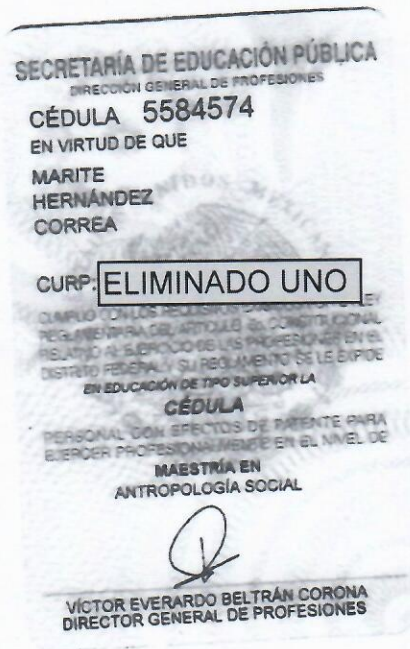 SECRETARÍA DE EDUCACIÓN PÚBLICA
DIRECCIÓN GENERAL DE PROFESIONES
CÉDULA 5584574
EN VIRTUD DE QUE
MARITE
HERNÁNDEZ
CORREA
CURP: ELIMINADO UNO
CUMPLIO CON LOS REQUISITOS LEY
REGLAMENTARIA DEL ARTICULO 5o. CONSTITUCIONAL
RELATIVO AL EJERCICIO DE LAS PROFESIONES EN EL
DISTRITO FEDERAL Y SU REGLAMENTO SE LE EXPIDE
EN EDUCACIÓN DE TIPO SUPERIOR LA
CÉDULA
PERSONAL CON EFECTOS DE PATENTE PARA
EJERCER PROFESIONALMENTE EN EL NIVEL DE
MAESTRÍA EN
ANTROPOLOGÍA SOCIAL
VÍCTOR EVERARDO BELTRÁN CORONA
DIRECTOR GENERAL DE PROFESIONES